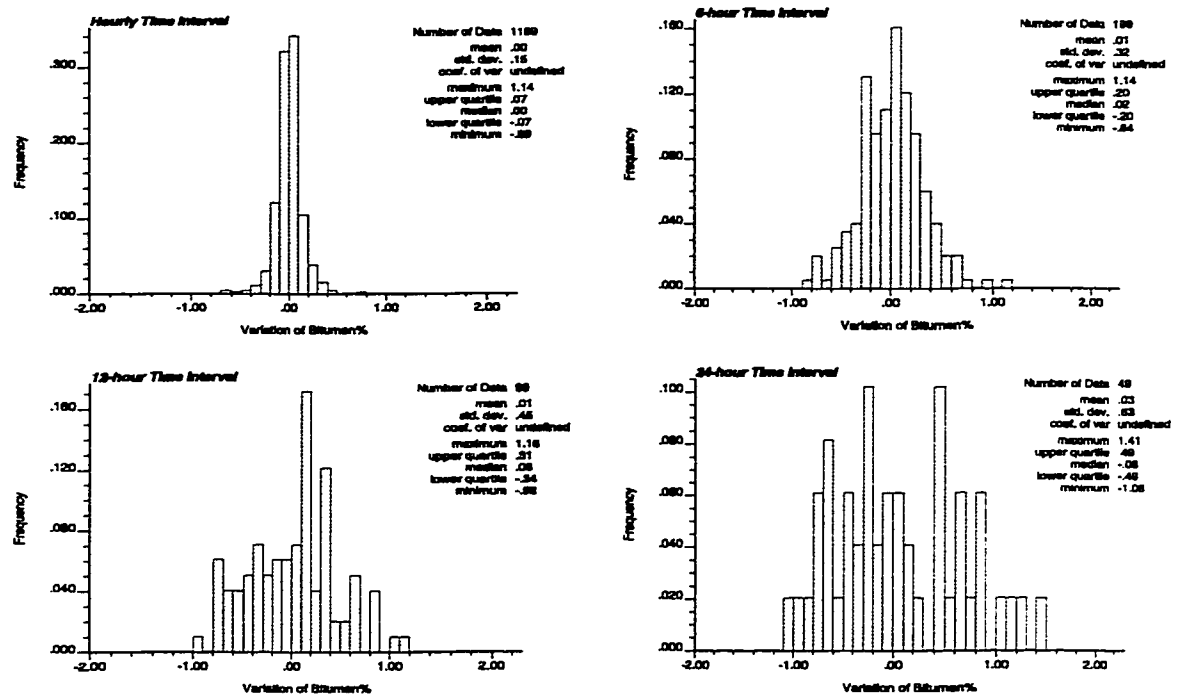 Hourly Time Interval
Number of Data 1189
mean .00
std. dev. .15
coef. of var undefined
maximum 1.14
upper quartile .07
median .00
lower quartile -.07
minimum
.300
.200
.100
.000
Frequency
-2.00 -1.00 .00 1.00 2.00
Variation of Bitumen%
6-hour Time Interval
Number of Data 199
mean .01
std. dev. .32
coef. of var undefined
maximum 1.14
upper quartile .20
median .02
lower quartile -.20
minimum -.84
.160
.120
.080
.040
.000
Frequency
-2.00 -1.00 .00 1.00 2.00
Variation of Bitumen%
12-hour Time Interval
Number of Data
mean .01
std. dev. .45
coef. of var undefined
maximum 1.16
upper quartile .31
median
lower quartile -.34
minimum
.160
.120
.080
.040
.000
Frequency
-2.00 -1.00 .00 1.00 2.00
Variation of Bitumen%
24-hour Time Interval
Number of Data 49
mean .03
std. dev. .63
coef. of var undefined
maximum 1.41
upper quartile .49
median
lower quartile
minimum
.100
.080
.060
.040
.020
.000
Frequency
-2.00 -1.00 .00 1.00 2.00
Variation of Bitumen%